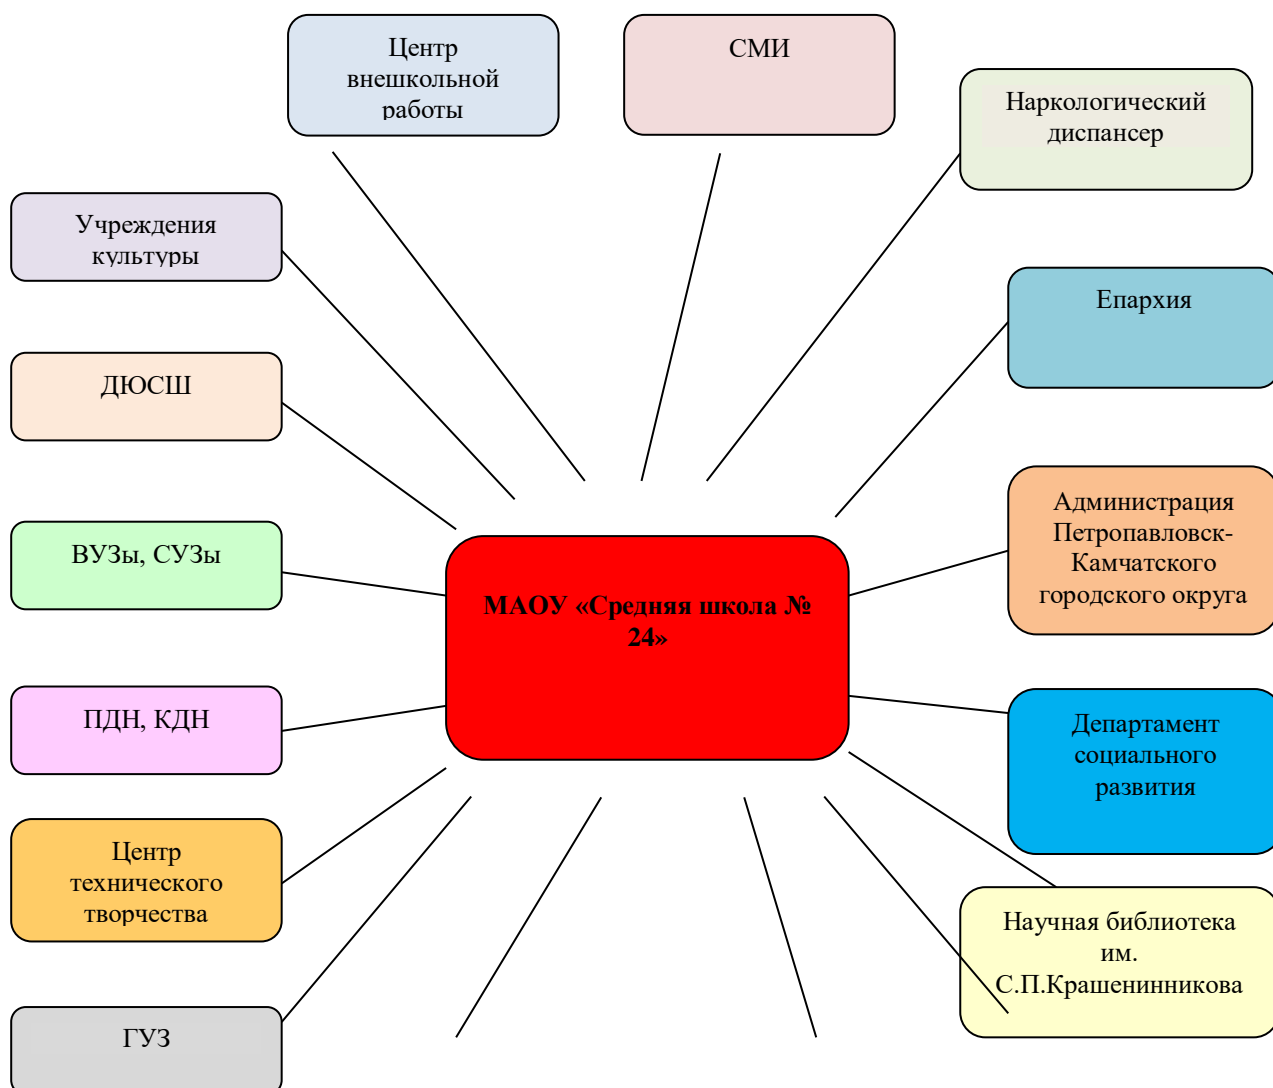 Центр
внешкольной
работы
СМИ
Наркологический
диспансер
Учреждения
культуры
Епархия
ДЮСШ
Администрация
Петропавловск-
Камчатского
городского округа
ВУЗы, СУЗы
МАОУ «Средняя школа №
24»
ПДН, КДН
Департамент
социального
развития
Центр
технического
творчества
Научная библиотека
им.
С.П.Крашенинникова
ГУЗ